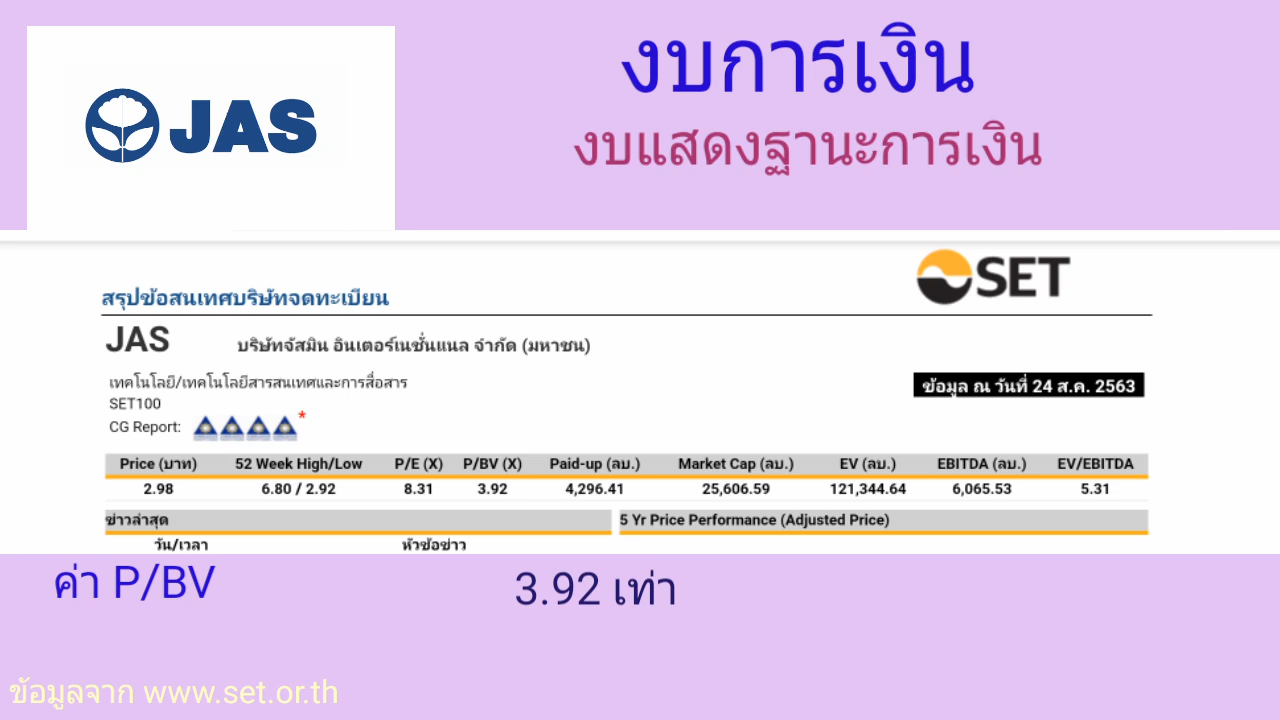 งบการเงิน
งบแสดงฐานะการเงิน
JAS
SET
สรุปข้อสนเทศบริษัทจดทะเบียน
JAS บริษัทจัสมิน อินเตอร์เนชั่นแนล จำกัด (มหาชน)
เทคโนโลยี/เทคโนโลยีสารสนเทศและการสื่อสาร
ข้อมูล ณ วันที่ 24 ส.ค. 2563
SET100
CG Report: *
Price (บาท) 52 Week High/Low P/E (X) P/BV (X) Paid-up (ลบ.) Market Cap (ลบ.) EV (ลบ.) EBITDA (ลบ.) EV/EBITDA
2.98 6.80 / 2.92 8.31 3.92 4,296.41 25,606.59 121,344.64 6,065.53 5.31
ข่าวล่าสุด 5 Yr Price Performance (Adjusted Price)
วัน/เวลา หัวข้อข่าว
ค่า P/BV 3.92 เท่า
ข้อมูลจาก www.set.or.th